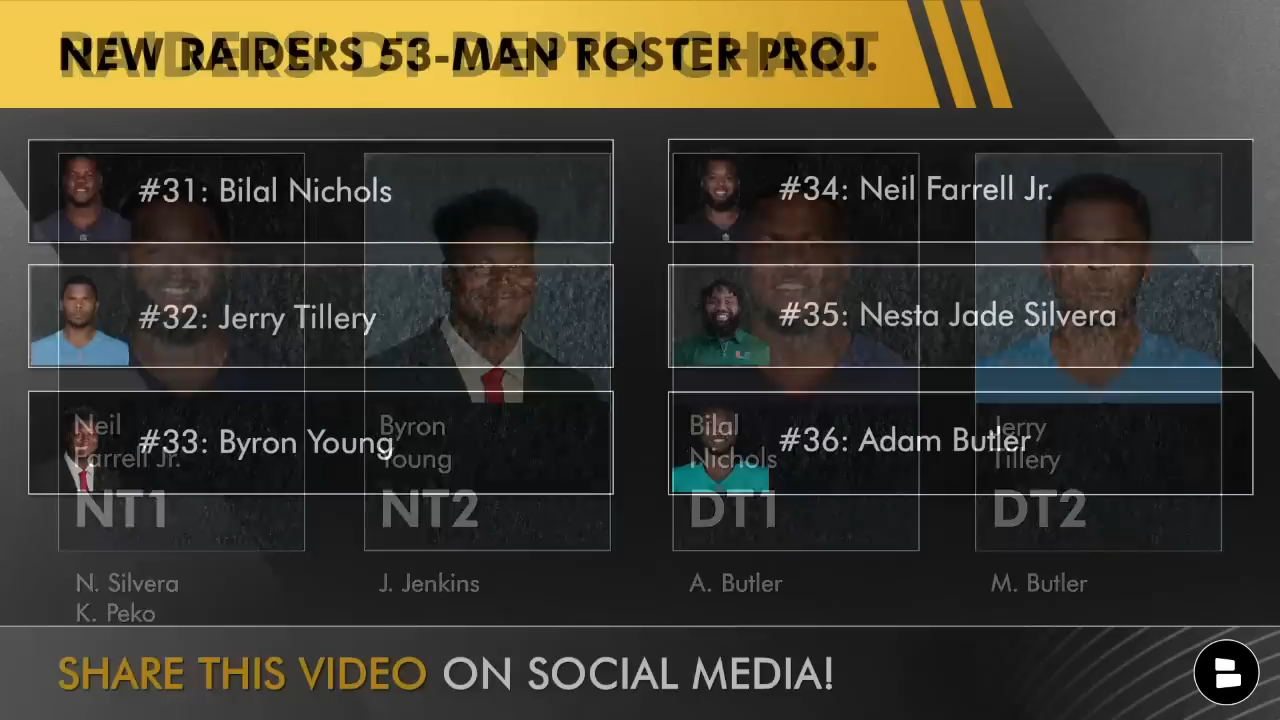 NEW RAIDERS 53-MAN ROSTER PROJ.
RAIDERS' DT DEPTH CHART
#31: Bilal Nichols
#32: Jerry Tillery
#33: Byron Young
#34: Neil Farrell Jr.
#35: Nesta Jade Silvera
#36: Adam Butler
Neil
Farrell Jr.
NT1
N. Silvera
K. Peko
Byron
Young
NT2
J. Jenkins
Bilal
Nichols
DT1
A. Butler
Jerry
Tillery
DT2
M. Butler
SHARE THIS VIDEO ON SOCIAL MEDIA!